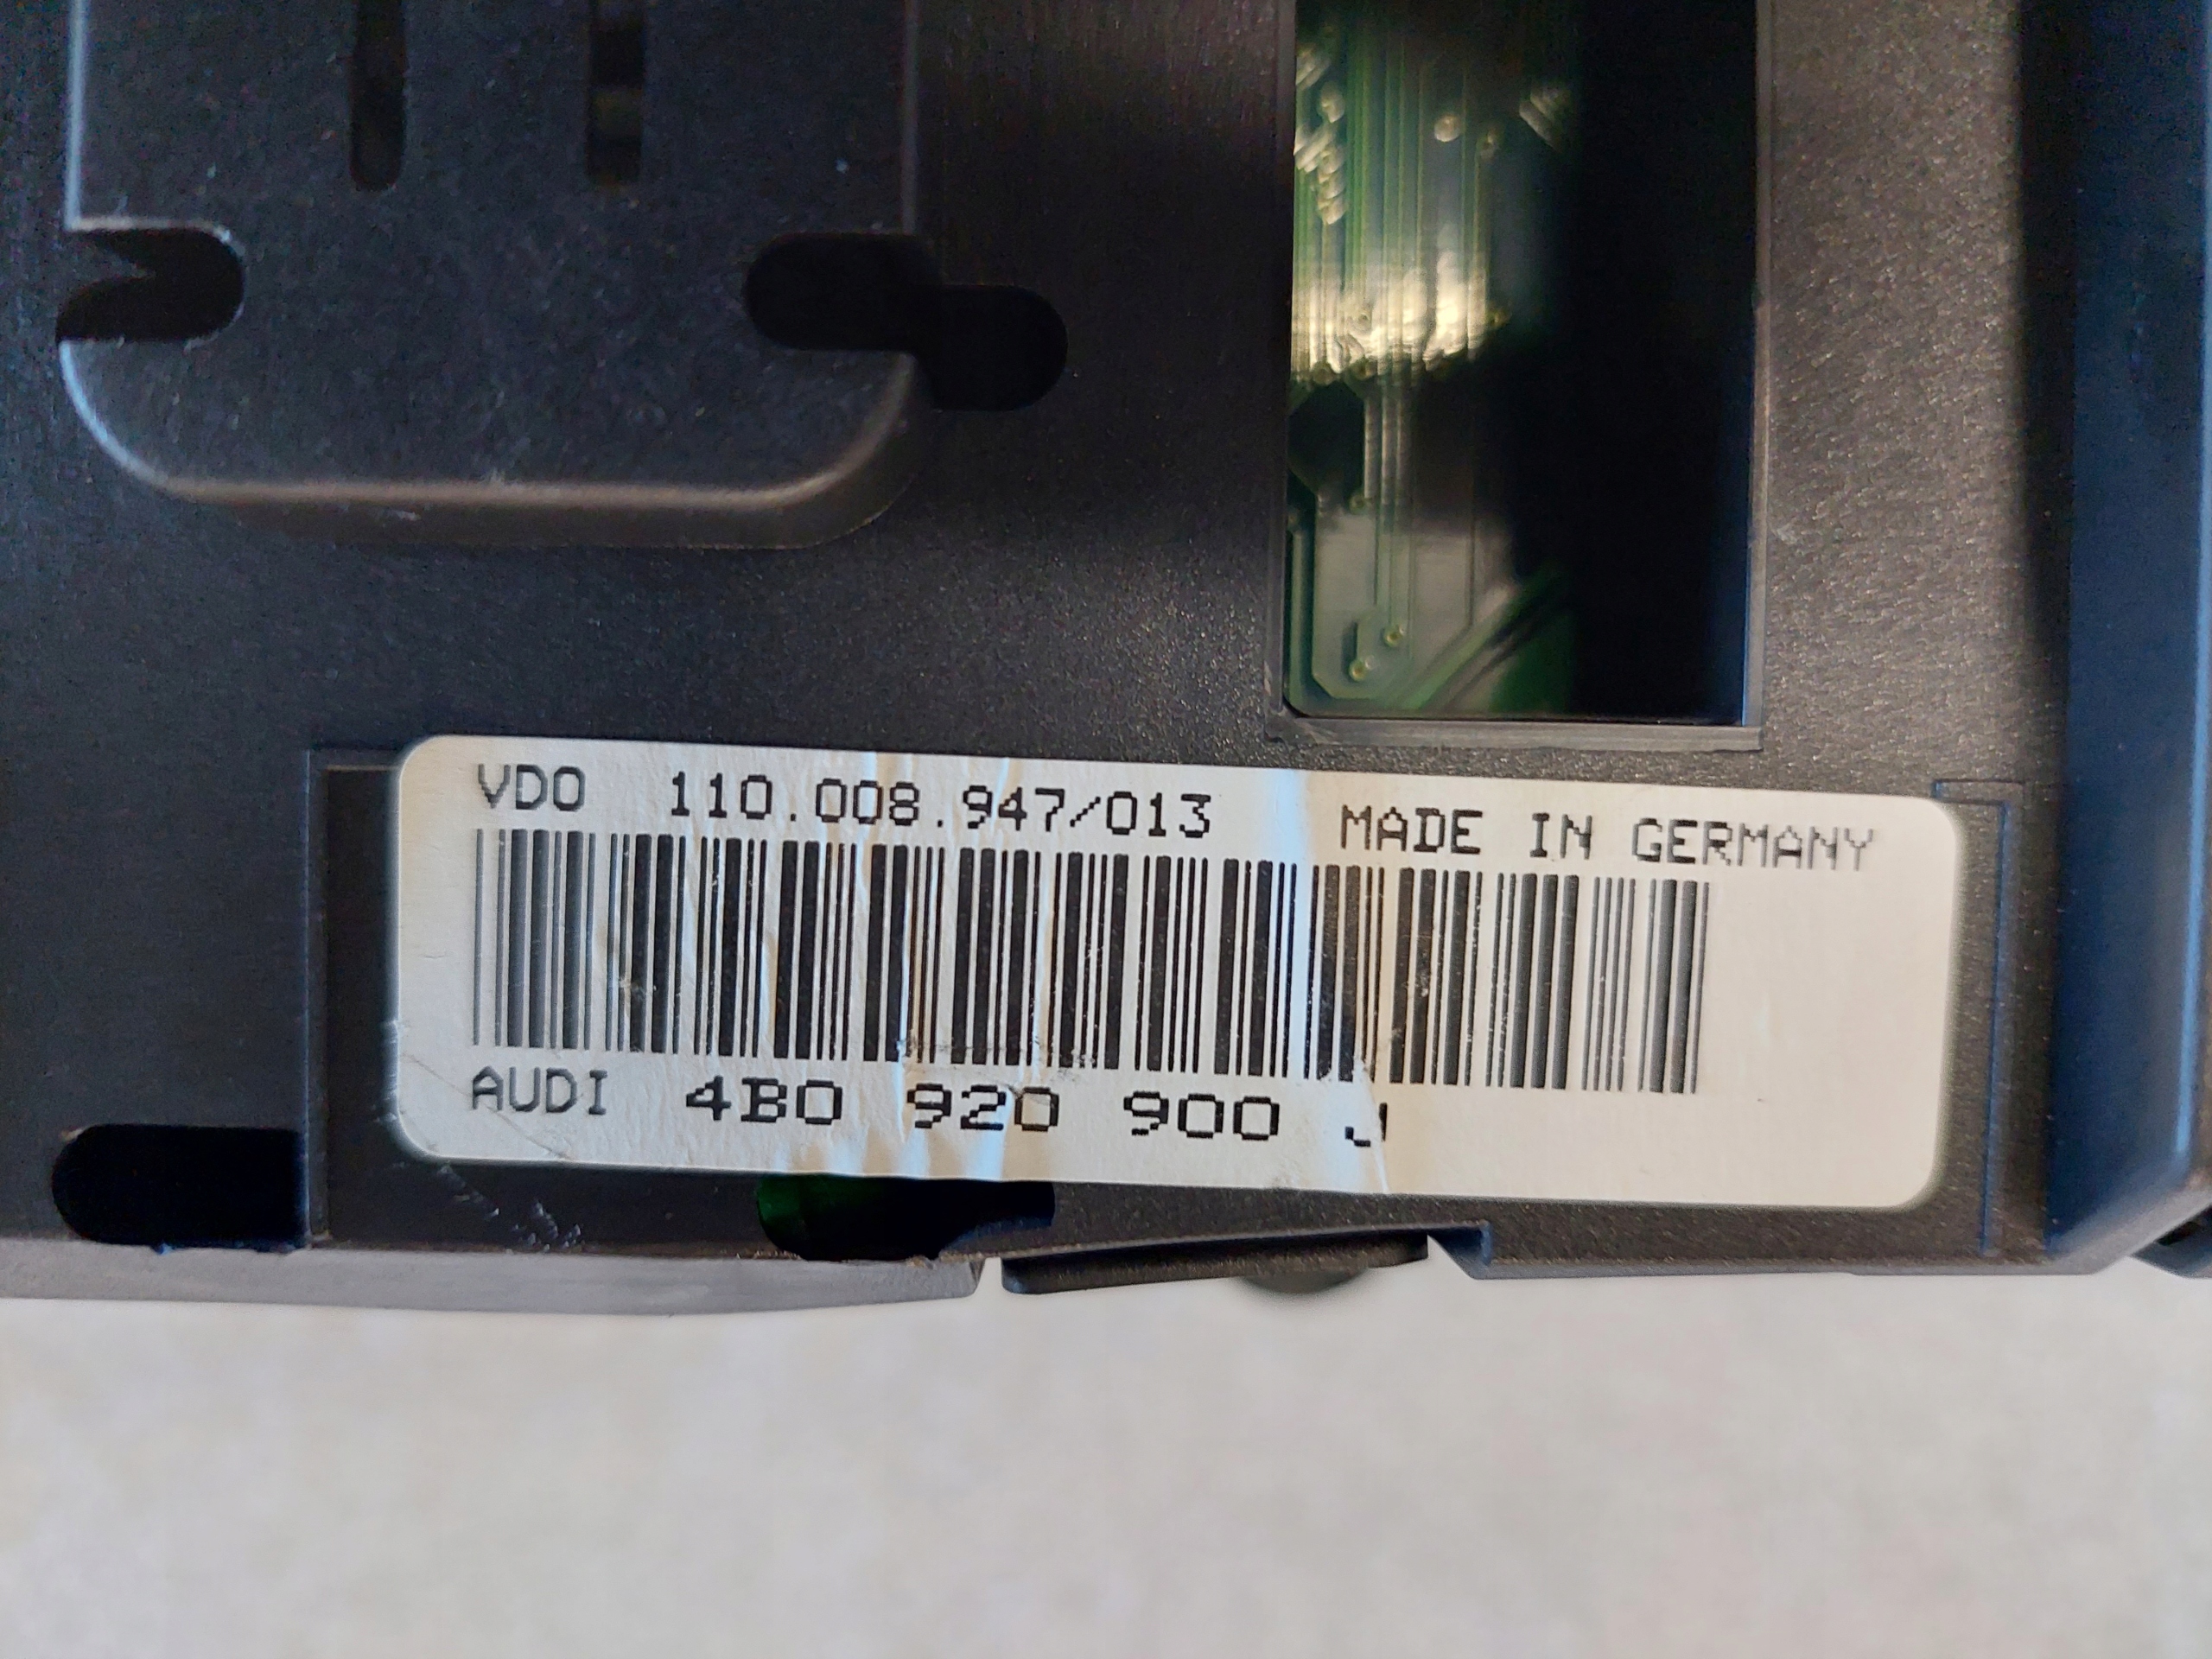 VDO 110.008.947/013 MADE IN GERMANY
AUDI 4B0 920 900 J